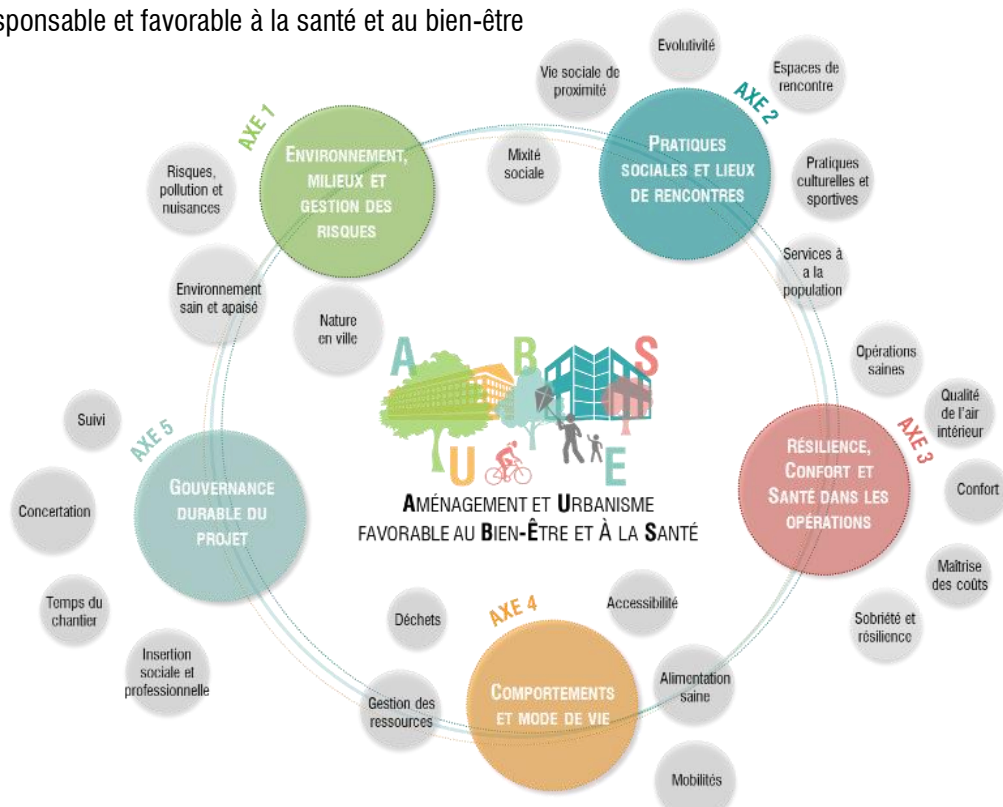 sponsable et favorable à la santé et au bien-être
AXE 1
ENVIRONNEMENT,
MILIEUX ET
GESTION DES
RISQUES
Risques,
pollution et
nuisances
Environnement
sain et apaisé
Nature
en ville
AXE 2
PRATIQUES
SOCIALES ET LIEUX
DE RENCONTRES
Mixité
sociale
Vie sociale de
proximité
Evolutivité
Espaces de
rencontre
Pratiques
culturelles et
sportives
Services à
a la
population
AXE 3
RÉSILIENCE,
CONFORT ET
SANTÉ DANS LES
OPÉRATIONS
Opérations
saines
Qualité
de l'air
intérieur
Confort
Maîtrise
des coûts
Sobriété et
résilience
AXE 4
COMPORTEMENTS
ET MODE DE VIE
Accessibilité
Alimentation
saine
Mobilités
Gestion des
ressources
Déchets
AXE 5
GOUVERNANCE
DURABLE DU
PROJET
Suivi
Concertation
Temps du
chantier
Insertion
sociale et
professionnelle
A B S
U E
AMÉNAGEMENT ET URBANISME
FAVORABLE AU BIEN-ÊTRE ET À LA SANTÉ